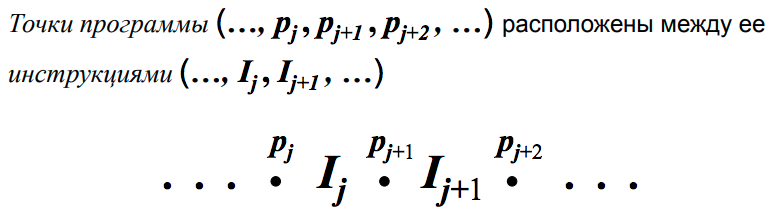 Точки программы (…, pj, pj+1, pj+2, …) расположены между ее
инструкциями (…, Ij, Ij+1, …)
pj pj+1 pj+2
. . . • Ij • Ij+1 • . . .